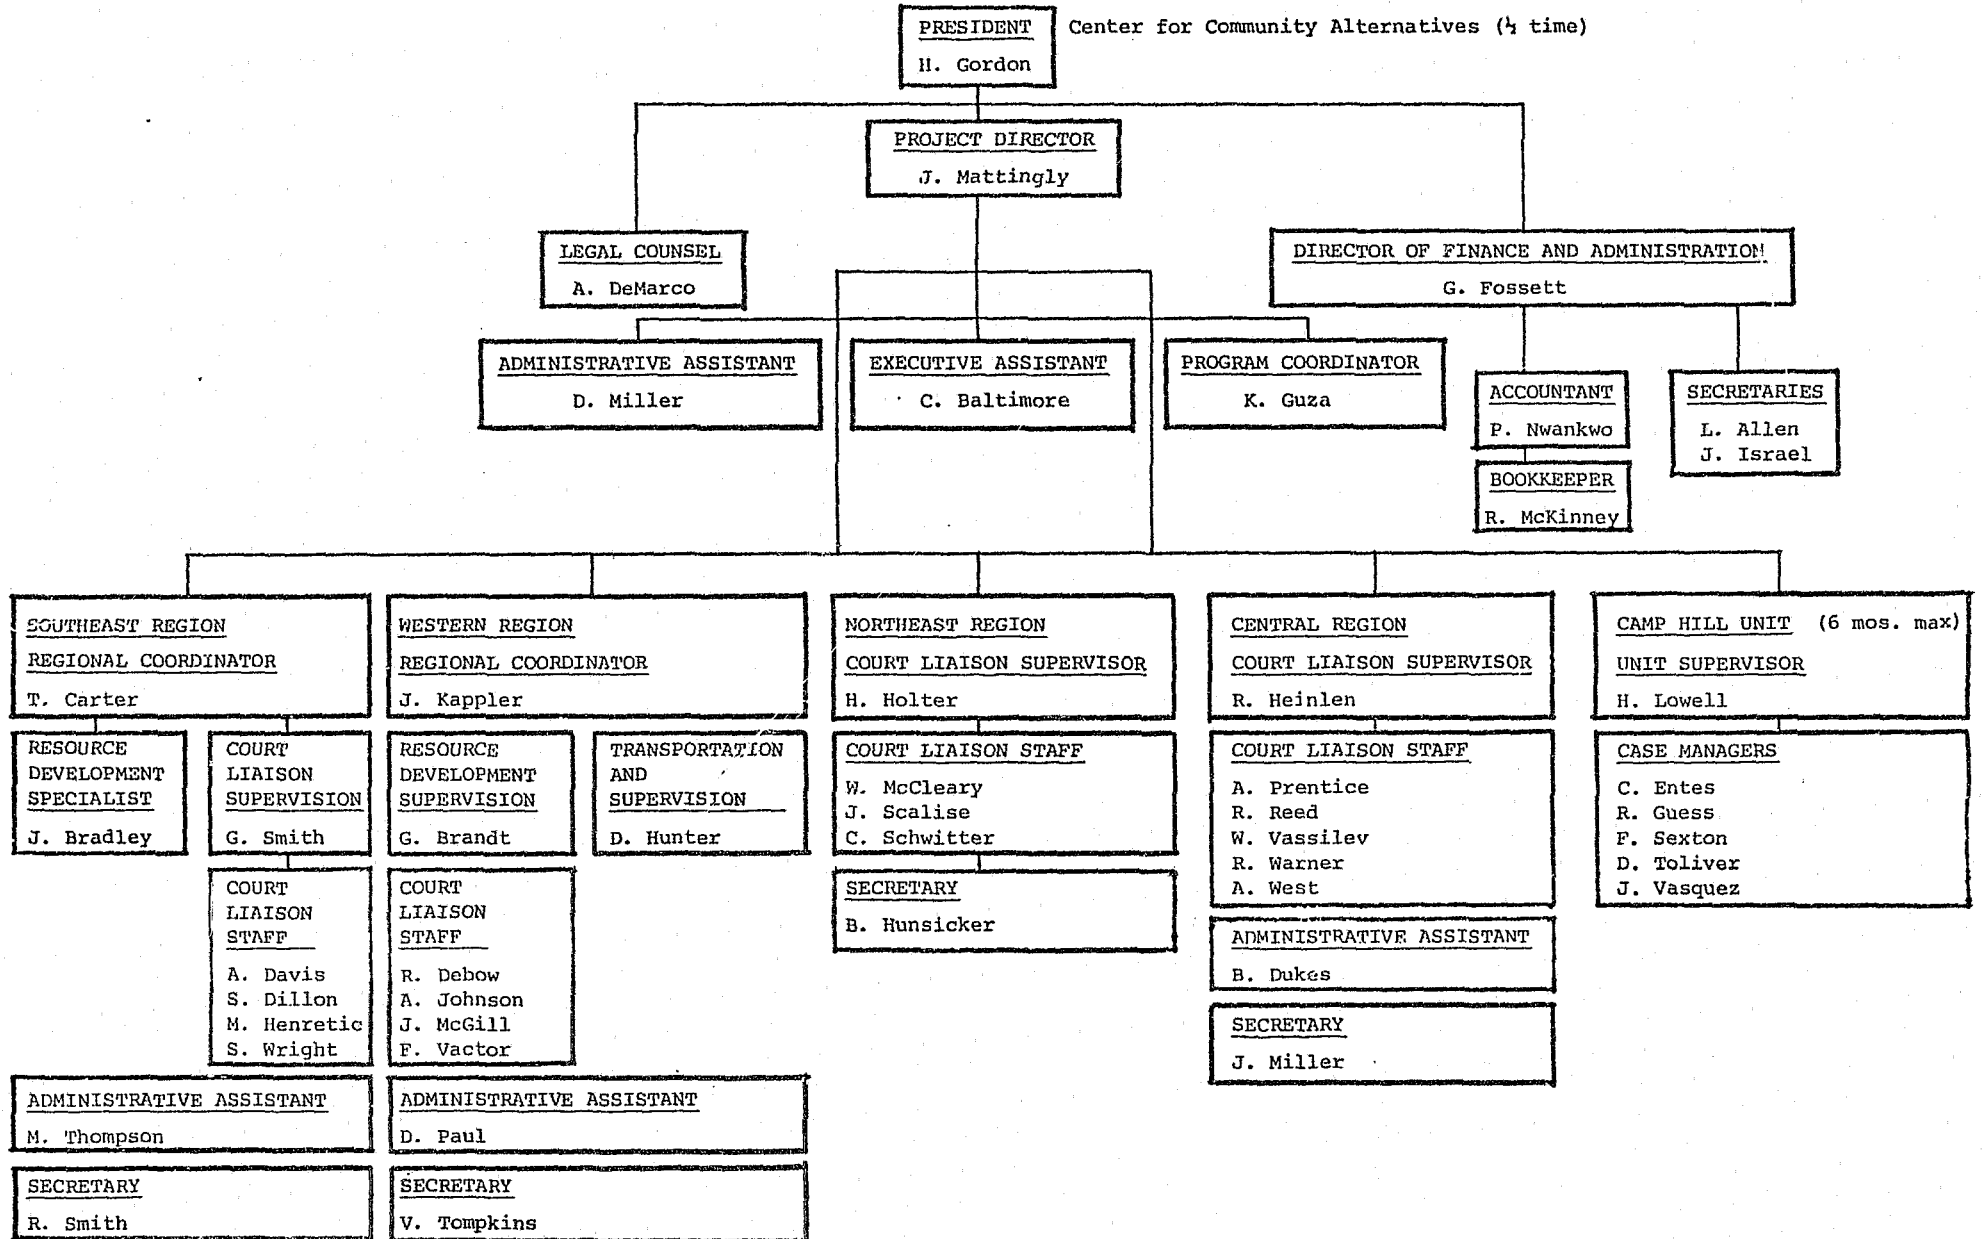 PRESIDENT
H. Gordon
Center for Community Alternatives (½ time)
PROJECT DIRECTOR
J. Mattingly
LEGAL COUNSEL
A. DeMarco
DIRECTOR OF FINANCE AND ADMINISTRATION
G. Fossett
ADMINISTRATIVE ASSISTANT
D. Miller
EXECUTIVE ASSISTANT
C. Baltimore
PROGRAM COORDINATOR
K. Guza
ACCOUNTANT
P. Nwankwo
SECRETARIES
L. Allen
J. Israel
BOOKKEEPER
R. McKinney
SOUTHEAST REGION
REGIONAL COORDINATOR
T. Carter
RESOURCE
DEVELOPMENT
SPECIALIST
J. Bradley
COURT
LIAISON
SUPERVISION
G. Smith
COURT
LIAISON
STAFF
A. Davis
S. Dillon
M. Henretic
S. Wright
ADMINISTRATIVE ASSISTANT
M. Thompson
SECRETARY
R. Smith
WESTERN REGION
REGIONAL COORDINATOR
J. Kappler
RESOURCE
DEVELOPMENT
SUPERVISION
G. Brandt
TRANSPORTATION
AND
SUPERVISION
D. Hunter
COURT
LIAISON
STAFF
R. Debow
A. Johnson
J. McGill
F. Vactor
ADMINISTRATIVE ASSISTANT
D. Paul
SECRETARY
V. Tompkins
NORTHEAST REGION
COURT LIAISON SUPERVISOR
H. Holter
COURT LIAISON STAFF
W. McCleary
J. Scalise
C. Schwitter
SECRETARY
B. Hunsicker
CENTRAL REGION
COURT LIAISON SUPERVISOR
R. Heinlen
COURT LIAISON STAFF
A. Prentice
R. Reed
W. Vassilev
R. Warner
A. West
ADMINISTRATIVE ASSISTANT
B. Dukes
SECRETARY
J. Miller
CAMP HILL UNIT (6 mos. max)
UNIT SUPERVISOR
H. Lowell
CASE MANAGERS
C. Entes
R. Guess
F. Sexton
D. Toliver
J. Vasquez